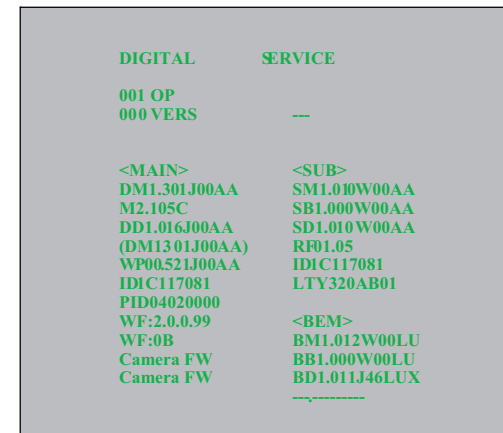 DIGITAL SERVICE
001 OP
000 VERS ---
<MAIN> <SUB>
DM1.301J00AA SM1.010W00AA
M2.105C SB1.000W00AA
DD1.016J00AA SD1.010W00AA
(DM1301J00AA) RF01.05
WP00.521J00AA ID1C117081
ID1C117081 LTY320AB01
PID04020000
WF:2.0.0.99 <BEM>
WF:0B BM1.012W00LU
Camera FW BB1.000W00LU
Camera FW BD1.011J46LUX
---.---------